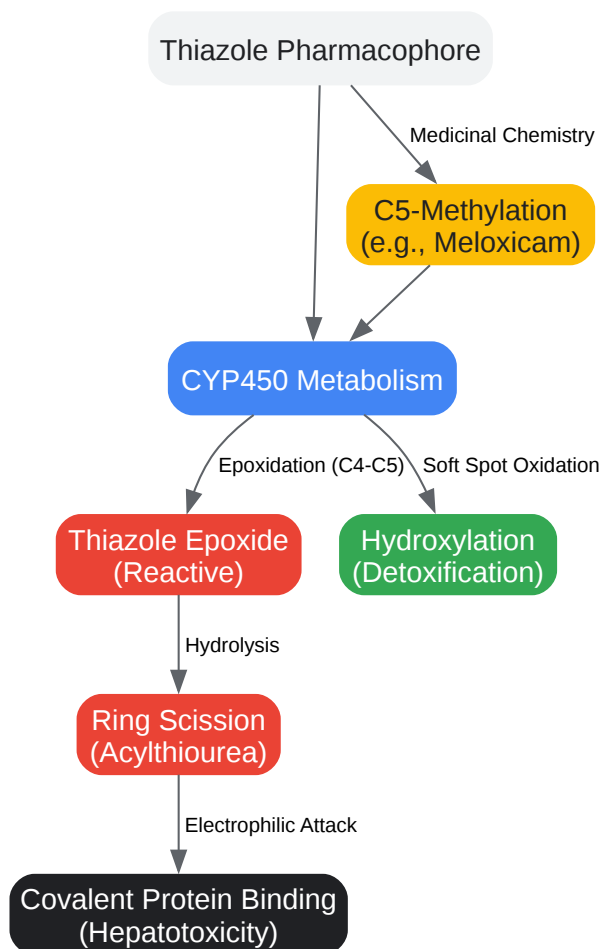 Thiazole Pharmacophore
Medicinal Chemistry
C5-Methylation
(e.g., Meloxicam)
CYP450 Metabolism
Epoxidation (C4-C5)
Soft Spot Oxidation
Thiazole Epoxide
(Reactive)
Hydroxylation
(Detoxification)
Hydrolysis
Ring Scission
(Acylthiourea)
Electrophilic Attack
Covalent Protein Binding
(Hepatotoxicity)